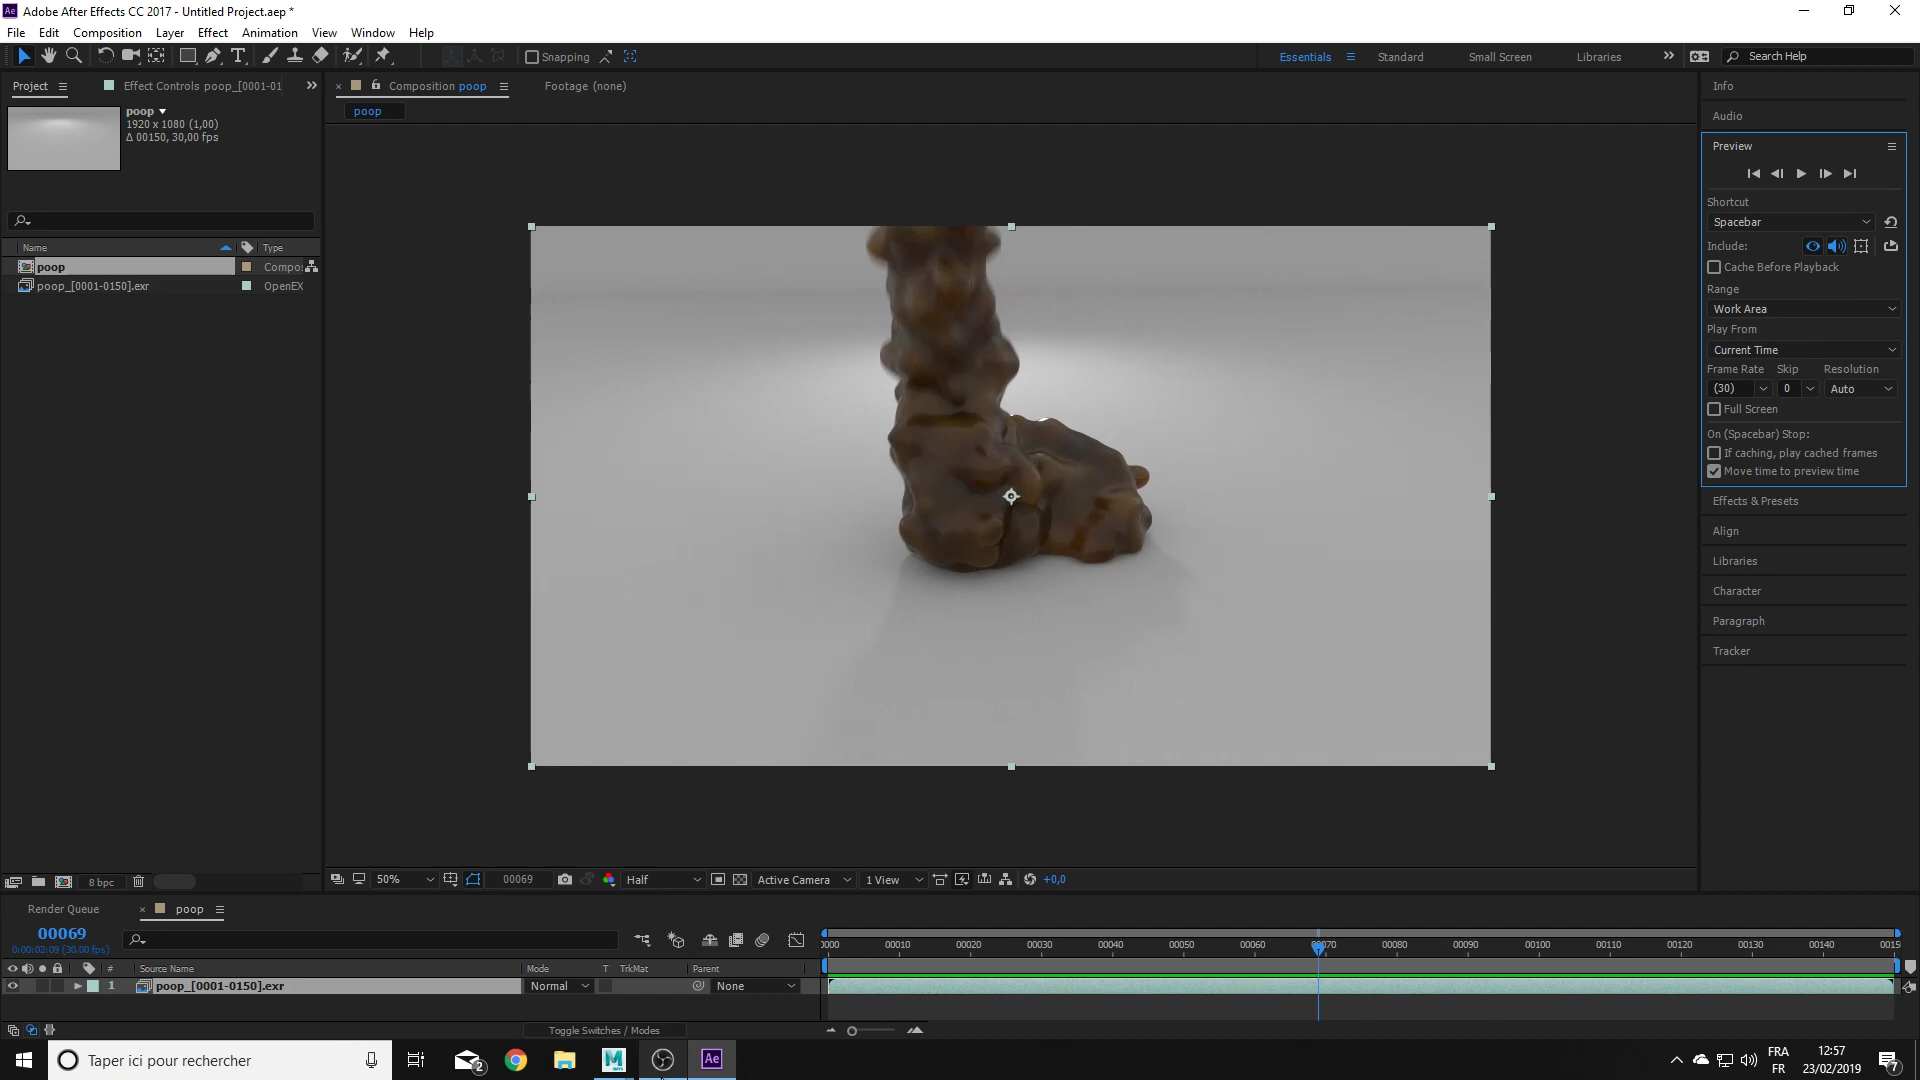 Adobe After Effects CC 2017 - Untitled Project.aep *
File Edit Composition Layer Effect Animation View Window Help
Snapping
Essentials Standard Small Screen Libraries Search Help
Project Effect Controls poop_[0001-01
Composition poop Footage (none)
poop
poop
1920 x 1080 (1,00)
Δ 00150, 30,00 fps
Name Type
poop Compo:
poop_[0001-0150].exr OpenEX
8 bpc
50% 00069 Half Active Camera 1 View +0,0
Info
Audio
Preview
Shortcut
Spacebar
Include:
Cache Before Playback
Range
Work Area
Play From
Current Time
Frame Rate Skip Resolution
(30) 0 Auto
Full Screen
On (Spacebar) Stop:
If caching, play cached frames
Move time to preview time
Effects & Presets
Align
Libraries
Character
Paragraph
Tracker
Render Queue poop
00069
0:00:02:09 (30.00 fps)
0000 00010 00020 00030 00040 00050 00060 00070 00080 00090 00100 00110 00120 00130 00140 0015
# Source Name Mode T TrkMat Parent
1 poop_[0001-0150].exr Normal None
Toggle Switches / Modes
Taper ici pour rechercher
2
M
Ae
FRA
FR
12:57
23/02/2019
7